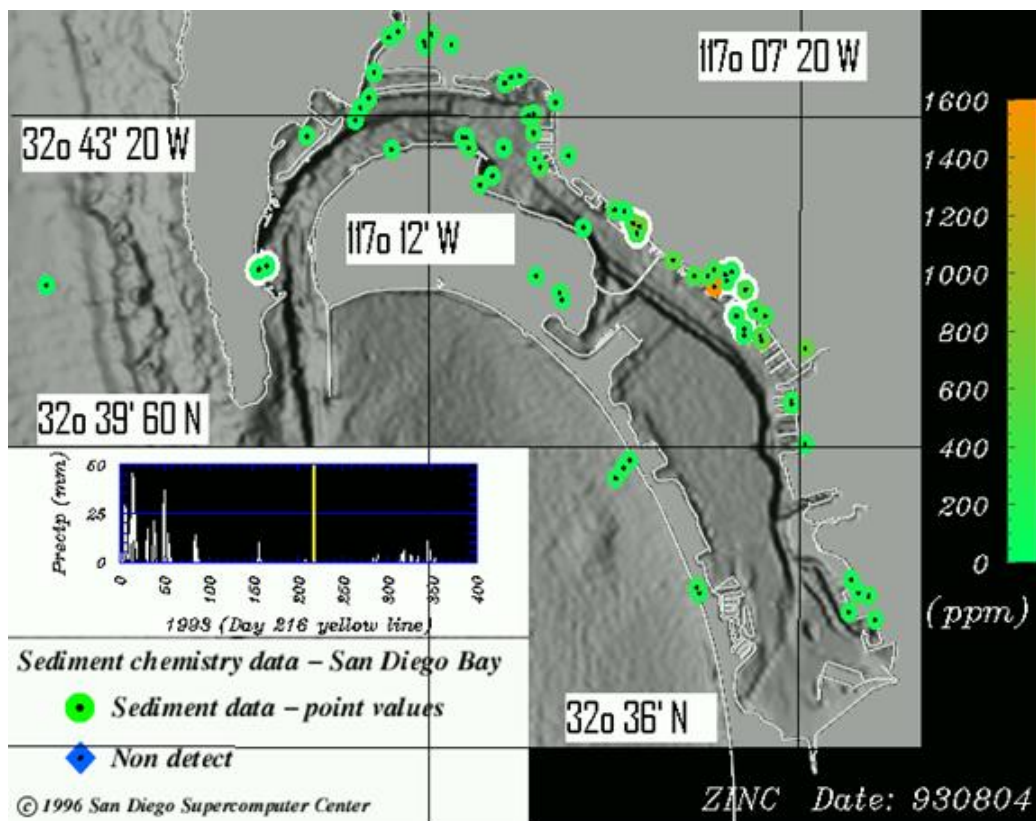 117o 07' 20 W
1600
32o 43' 20 W
1400
1200
117o 12' W
1000
800
32o 39' 60 N
600
400
200
0
(ppm)
Precip (mm)
50
25
0
0 50 100 150 200 250 300 350 400
1993 (Day 216 yellow line)
Sediment chemistry data – San Diego Bay
Sediment data – point values
Non detect
32o 36' N
© 1996 San Diego Supercomputer Center
ZINC Date: 930804